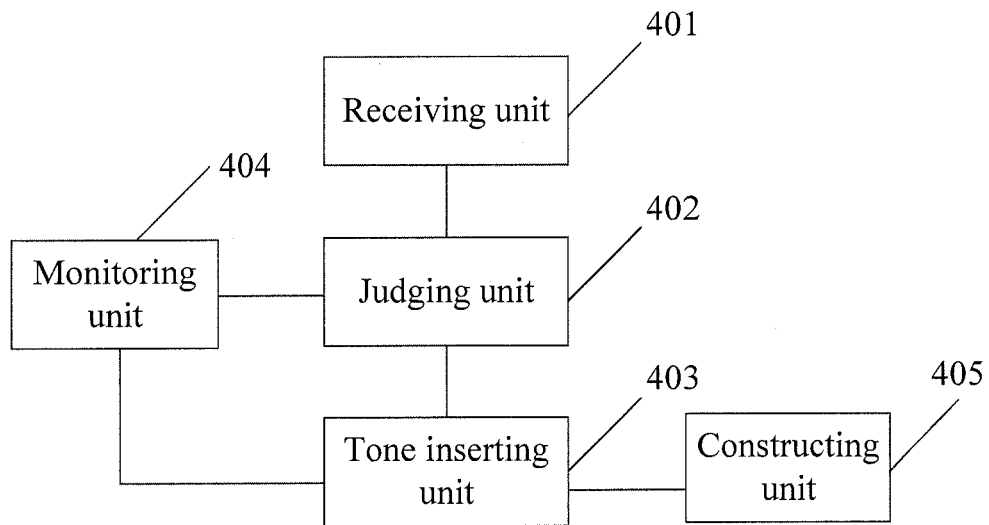 401
Receiving unit
404
402
Monitoring
unit
Judging unit
403
405
Tone inserting
unit
Constructing
unit